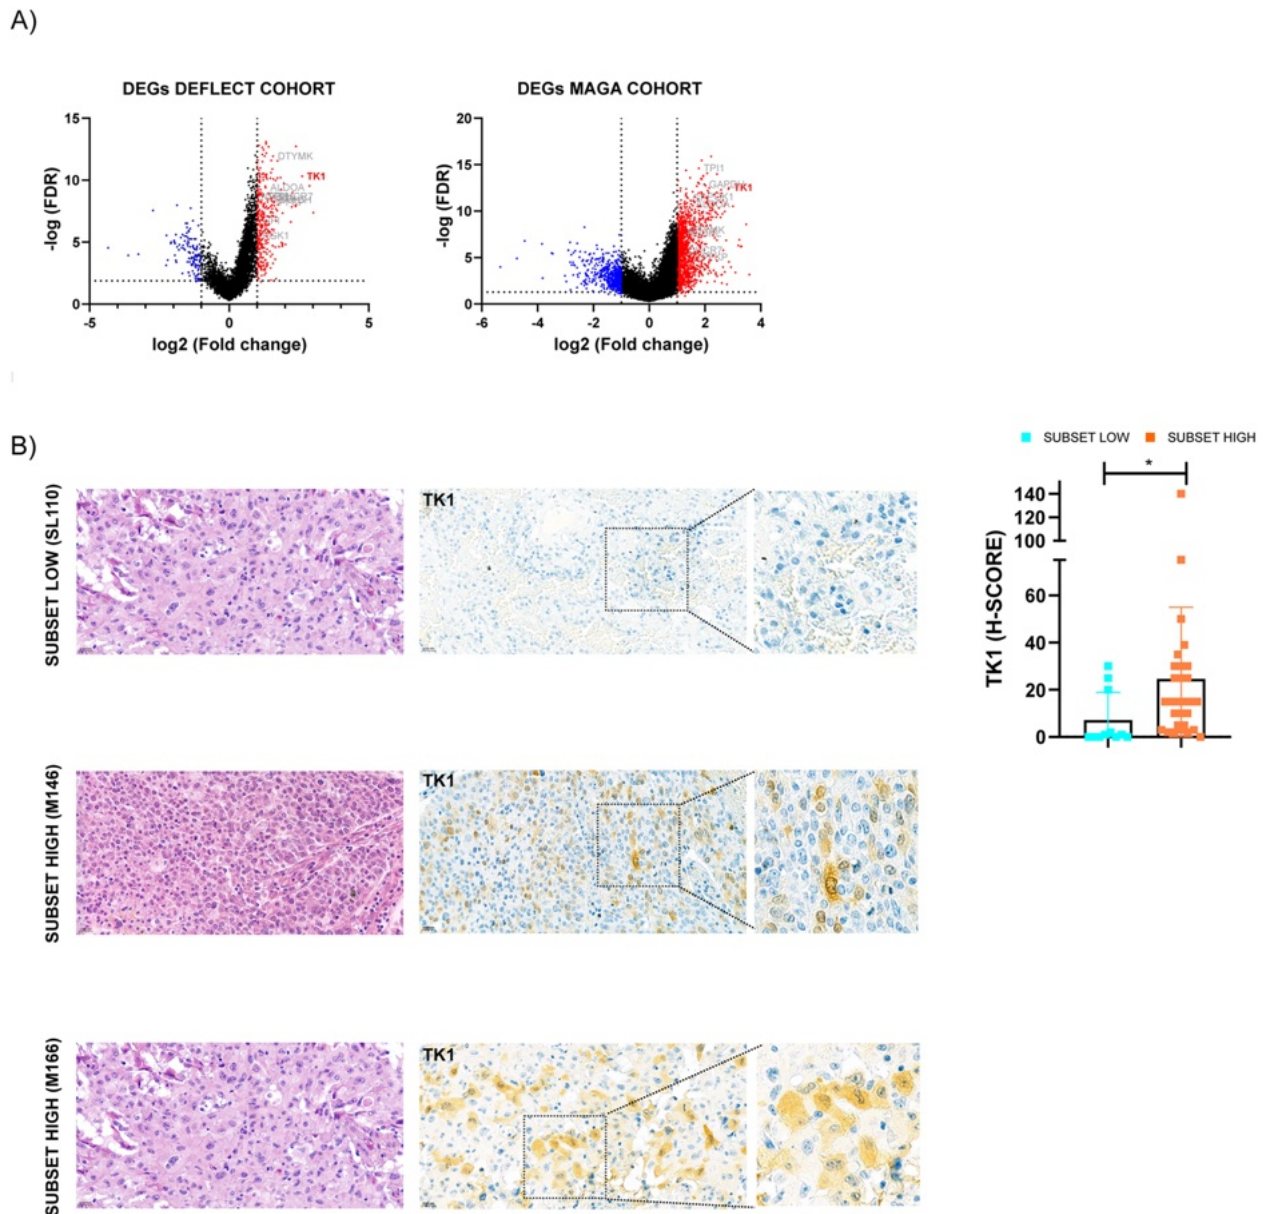 A)
DEGs DEFLECT COHORT
15
10
5
0
-5
0
5
-log (FDR)
log2 (Fold change)
DTYMK
TK1
ALDOA
DEGs MAGA COHORT
20
15
10
5
0
-6
-4
-2
0
2
4
-log (FDR)
log2 (Fold change)
TPI1
TK1
B)
SUBSET LOW (SL110)
TK1
SUBSET HIGH (M146)
TK1
SUBSET HIGH (M166)
TK1
SUBSET LOW
SUBSET HIGH
*
140
120
100
60
40
20
0
TK1 (H-SCORE)